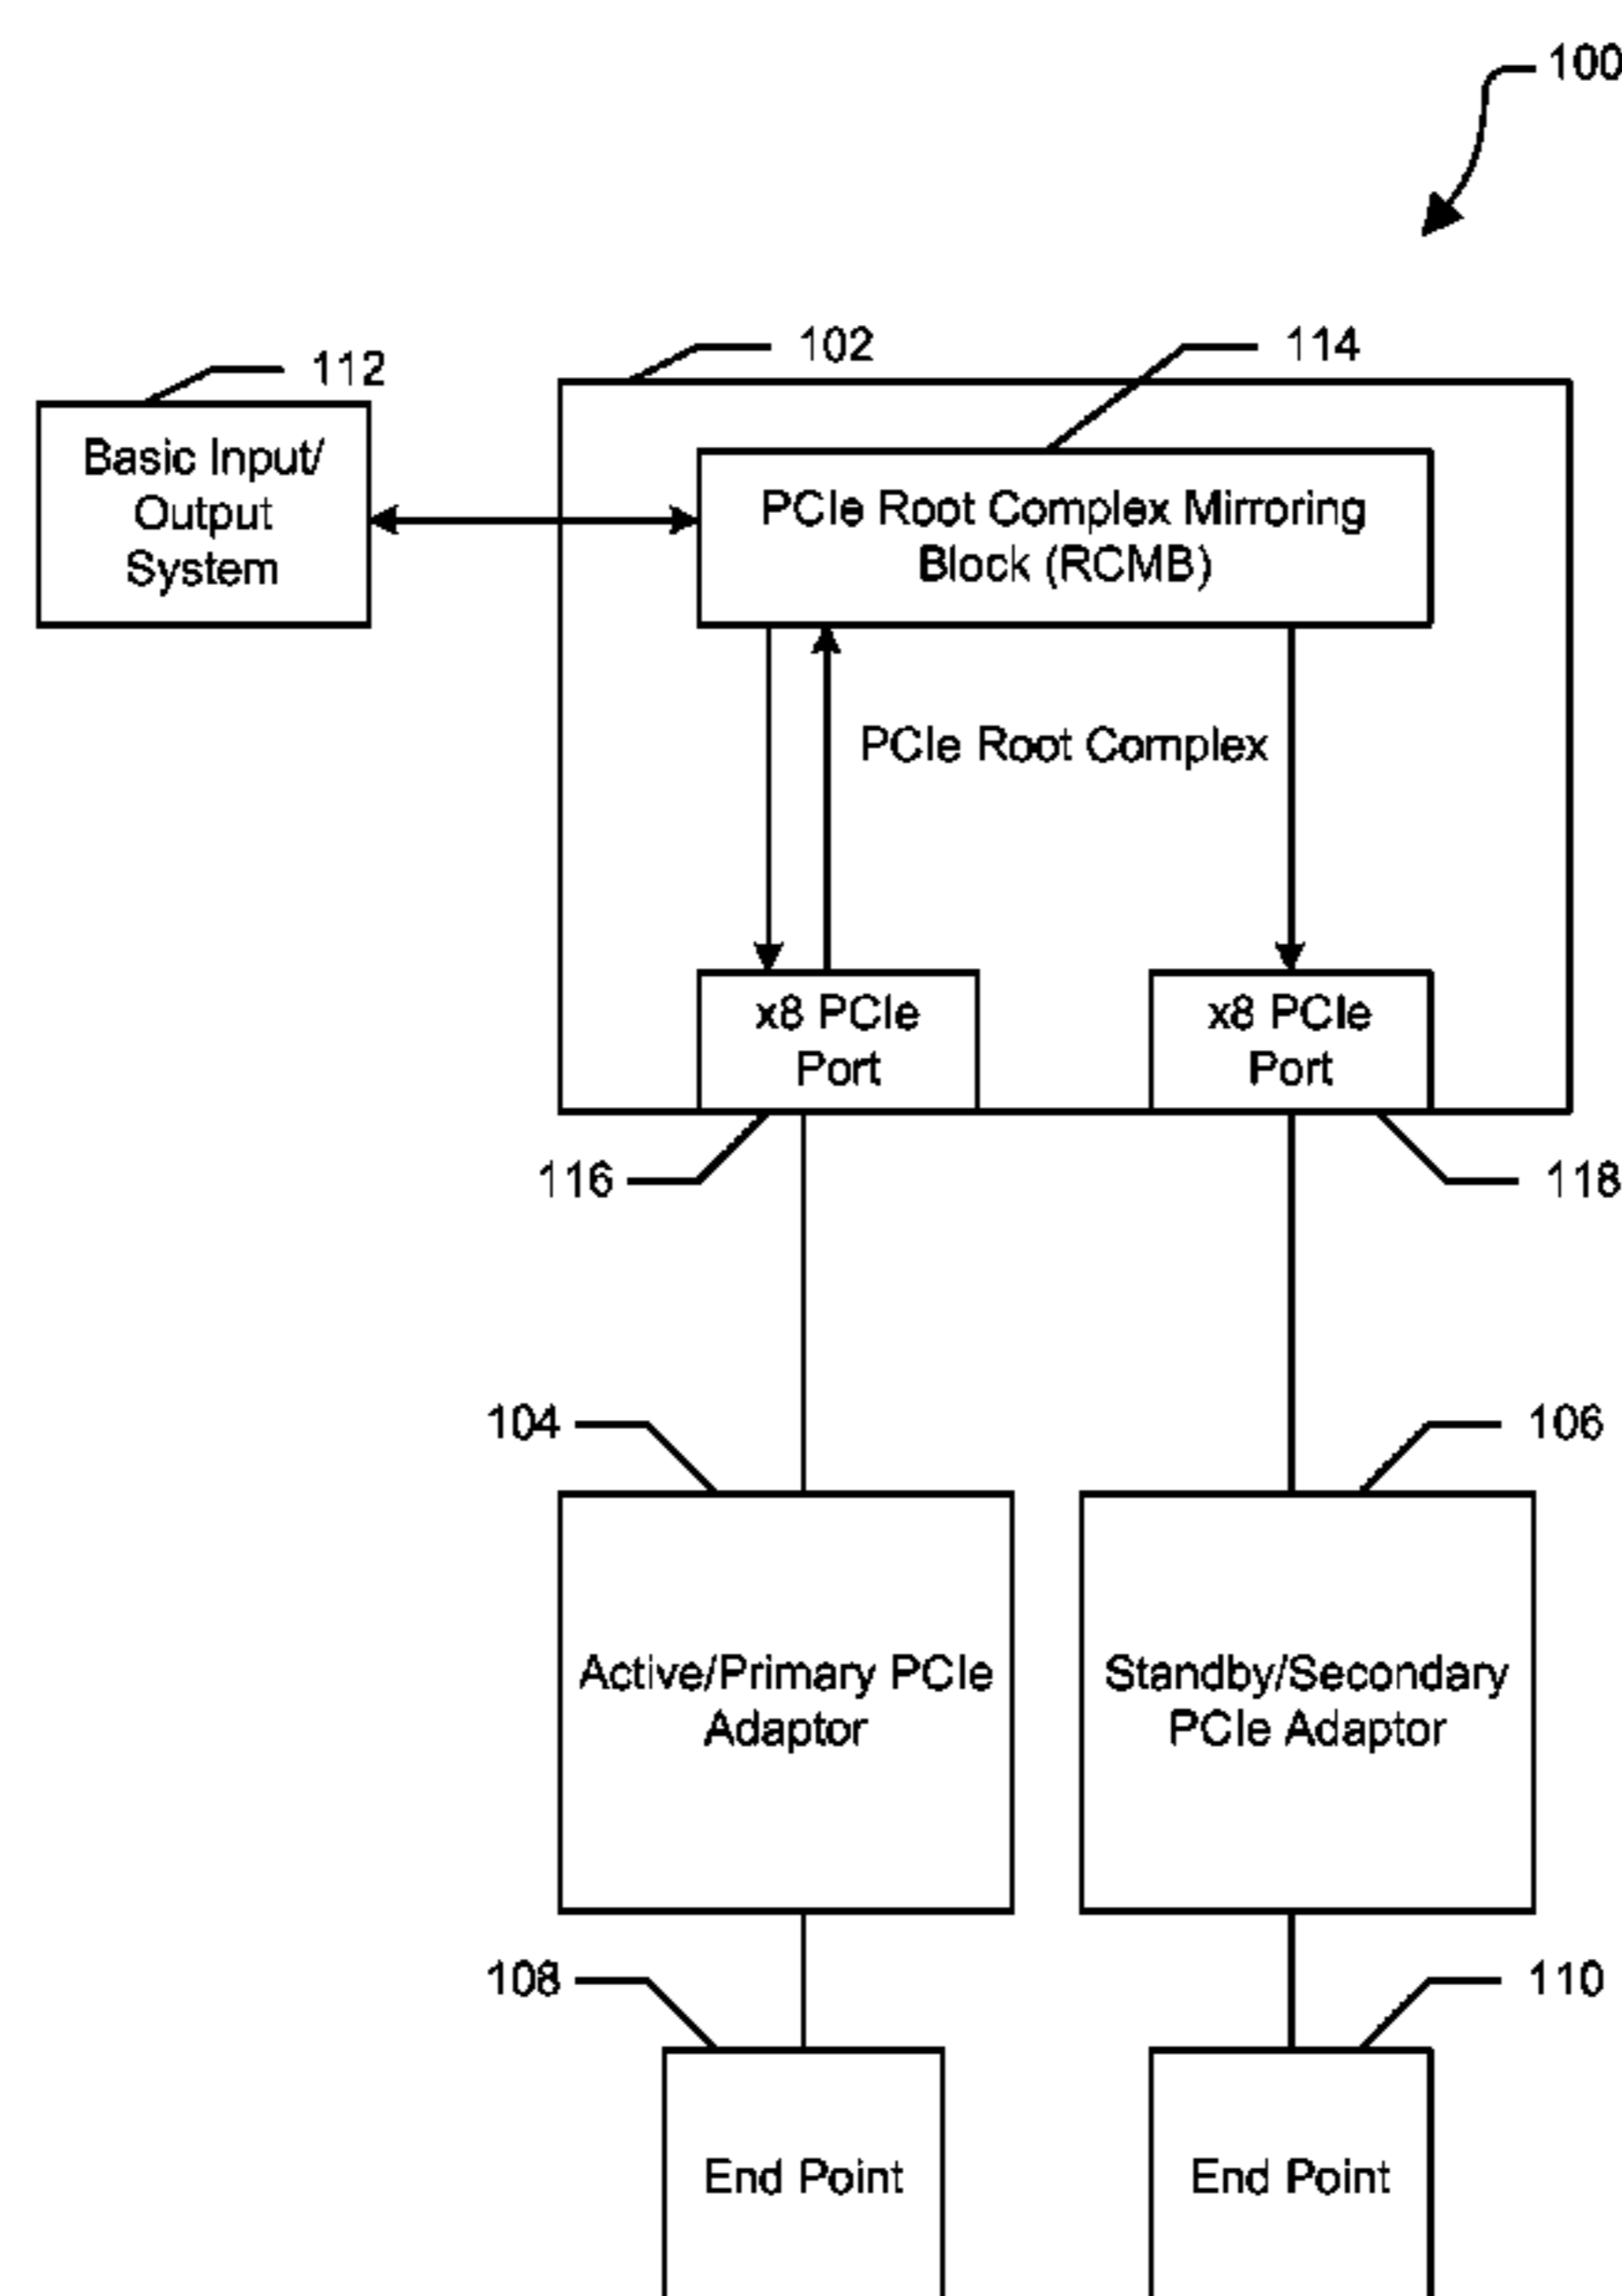 100
102
114
112
Basic Input/
Output
System
PCIe Root Complex Mirroring
Block (RCMB)
PCIe Root Complex
x8 PCIe
Port
x8 PCIe
Port
116
118
104
106
Active/Primary PCIe
Adaptor
Standby/Secondary
PCIe Adaptor
108
110
End Point
End Point